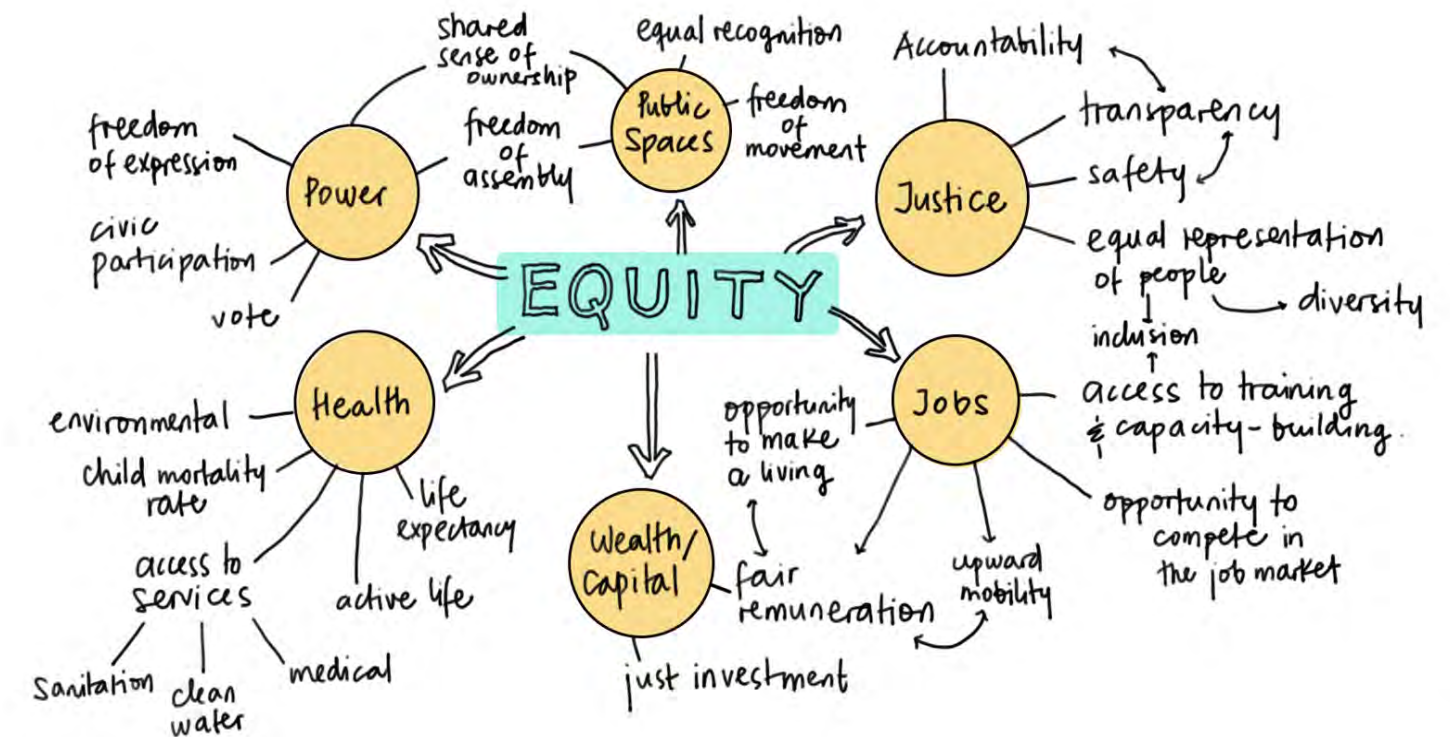 shared
sense of
ownership
equal recognition
Accountability
Public
Spaces
freedom
of
movement
transparency
freedom
of expression
freedom
of
assembly
Power
safety
Justice
civic
participation
equal representation
of people
EQUITY
diversity
vote
inclusion
Health
Jobs
access to training
& capacity-building.
environmental
opportunity
to make
a living
child mortality
rate
life
expectancy
opportunity to
compete in
the job market
wealth/
capital
access to
services
active life
fair
remuneration
upward
mobility
Sanitation
clean
water
medical
just investment